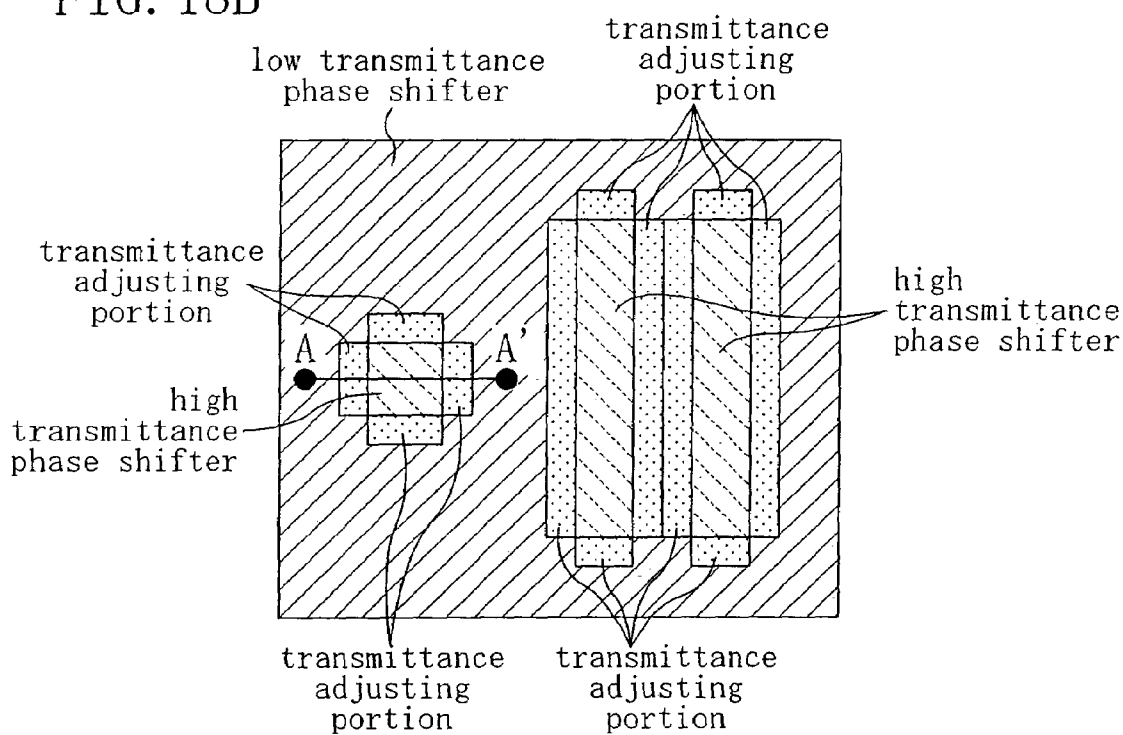 FIG. 18B
transmittance
adjusting
portion
low transmittance
phase shifter
transmittance
adjusting
portion
high
transmittance
phase shifter
A
A'
high
transmittance
phase shifter
transmittance
adjusting
portion
transmittance
adjusting
portion